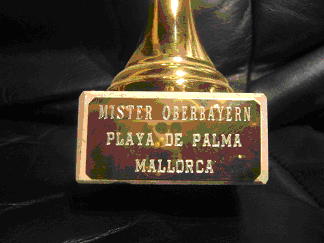 MISTER OBERBAYERN
PLAYA DE PALMA
MALLORCA